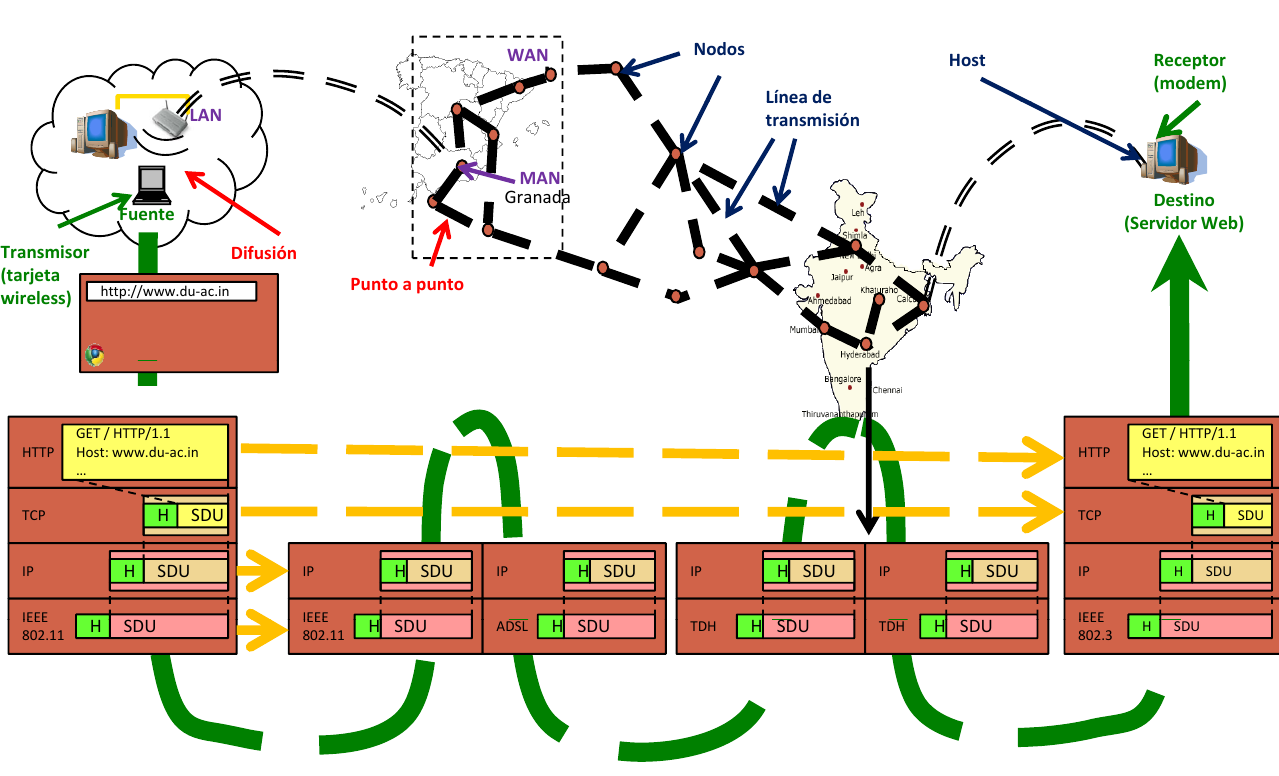 WAN
Nodos
Host
Receptor
(modem)
LAN
Línea de
transmisión
MAN
Granada
Fuente
Transmisor
(tarjeta
wireless)
Difusión
Punto a punto
Destino
(Servidor Web)
http://www.du-ac.in
Leh
Shimla
New
Agra
Jaipur
Khaturaho
Ahmedabad
Calcu
Mumbai
Hyderabad
Bangalore
Chennai
Thiruvananthapuram
HTTP
GET / HTTP/1.1
Host: www.du-ac.in
...
TCP
H SDU
IP
H SDU
IEEE
802.11
H SDU
IP
H SDU
IEEE
802.11
H SDU
IP
H SDU
ADSL
H SDU
IP
H SDU
TDH
H SDU
IP
H SDU
TDH
H SDU
HTTP
GET / HTTP/1.1
Host: www.du-ac.in
...
TCP
H SDU
IP
H SDU
IEEE
802.3
H SDU